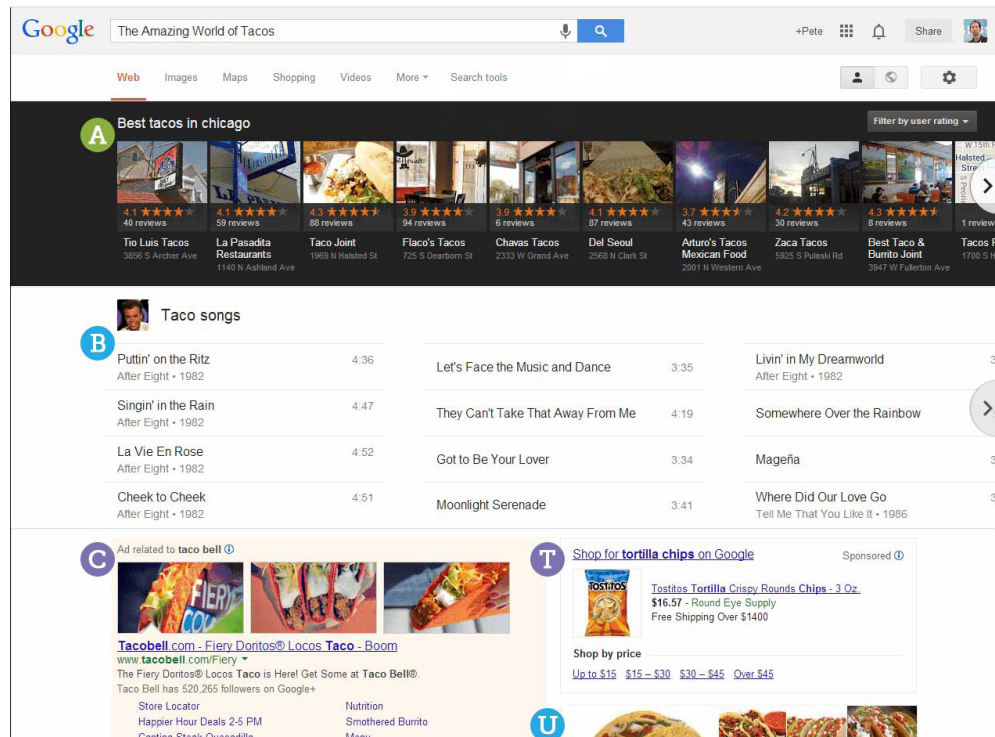 Google The Amazing World of Tacos +Pete Share
Web Images Maps Shopping Videos More Search tools
A Best tacos in chicago Filter by user rating
4.1 4.1 4.3 3.9 3.9 4.1 3.7 4.2 4.3
40 reviews 59 reviews 88 reviews 94 reviews 6 reviews 87 reviews 43 reviews 30 reviews 8 reviews 1 review
Tio Luis Tacos
3856 S Archer Ave
La Pasadita
Restaurants
1140 N Ashland Ave
Taco Joint
1969 N Halsted St
Flaco's Tacos
725 S Dearborn St
Chavas Tacos
2333 W Grand Ave
Del Seoul
2568 N Clark St
Arturo's Tacos
Mexican Food
2001 N Western Ave
Zaca Tacos
5925 S Pulaski Rd
Best Taco &
Burrito Joint
3947 W Fullerton Ave
Tacos
1700 S
B Taco songs
Puttin' on the Ritz 4:36
After Eight • 1982
Singin' in the Rain 4:47
After Eight • 1982
La Vie En Rose 4:52
After Eight • 1982
Cheek to Cheek 4:51
After Eight • 1982
Let's Face the Music and Dance 3:35
They Can't Take That Away From Me 4:19
Got to Be Your Lover 3:34
Moonlight Serenade 3:41
Livin' in My Dreamworld 3
After Eight • 1982
Somewhere Over the Rainbow
Mageña 3
Where Did Our Love Go 3
Tell Me That You Like It • 1986
C Ad related to taco bell
FIERY
Tacobell.com - Fiery Doritos® Locos Taco - Boom
www.tacobell.com/Fiery
The Fiery Doritos® Locos Taco is Here! Get Some at Taco Bell®.
Taco Bell has 520,265 followers on Google+
Store Locator Nutrition
Happier Hour Deals 2-5 PM Smothered Burrito
Cantina Steak Quesadilla Menu
T Shop for tortilla chips on Google Sponsored
TOSTITOS
Tostitos Tortilla Crispy Rounds Chips - 3 Oz.
$16.57 - Round Eye Supply
Free Shipping Over $1400
Shop by price
Up to $15 $15 – $30 $30 – $45 Over $45
U